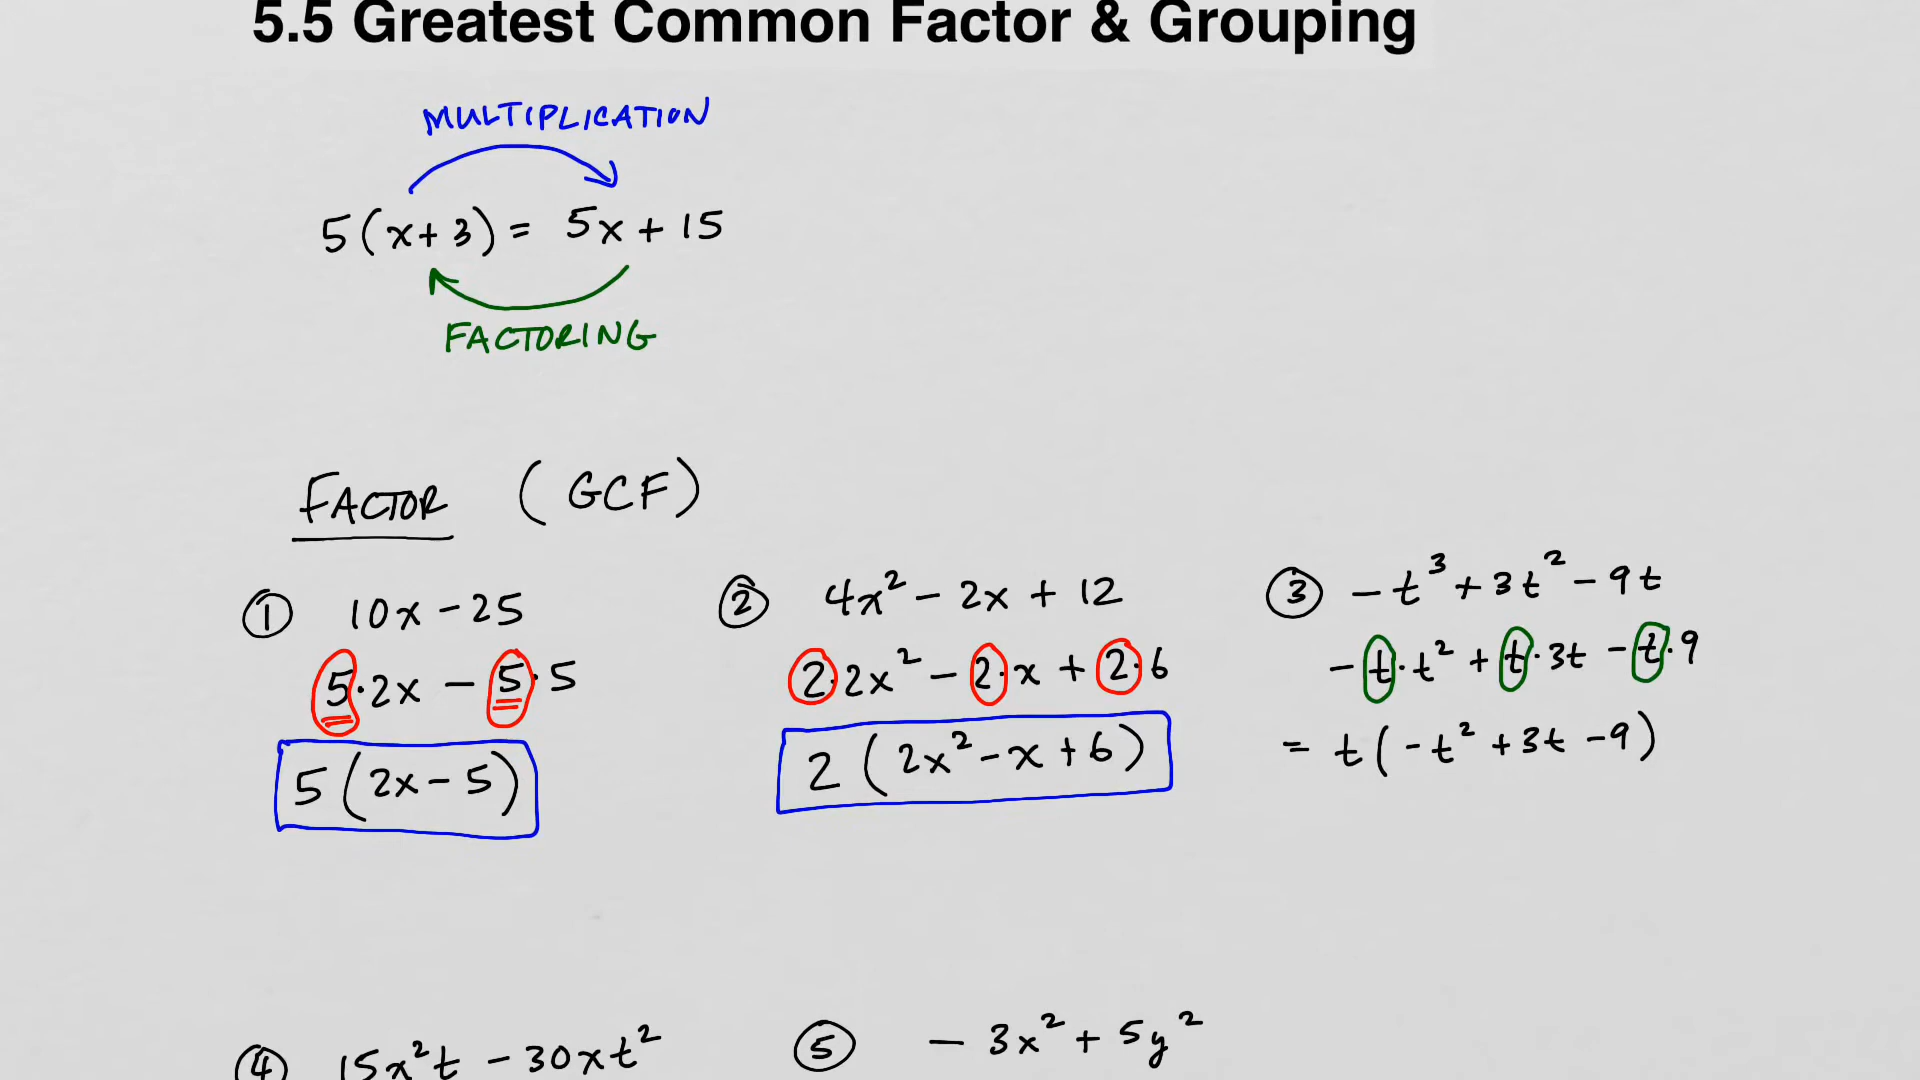 5.5 Greatest Common Factor & Grouping
MULTIPLICATION
5(x+3) = 5x + 15
FACTORING
FACTOR (GCF)
① 10x - 25
5·2x - 5·5
5(2x - 5)
② 4x² - 2x + 12
2·2x² - 2·x + 2·6
2(2x² - x + 6)
③ -t³ + 3t² - 9t
-t·t² + t·3t - t·9
= t(-t² + 3t - 9)
④ 15x²t - 30xt²
⑤ -3x² + 5y²